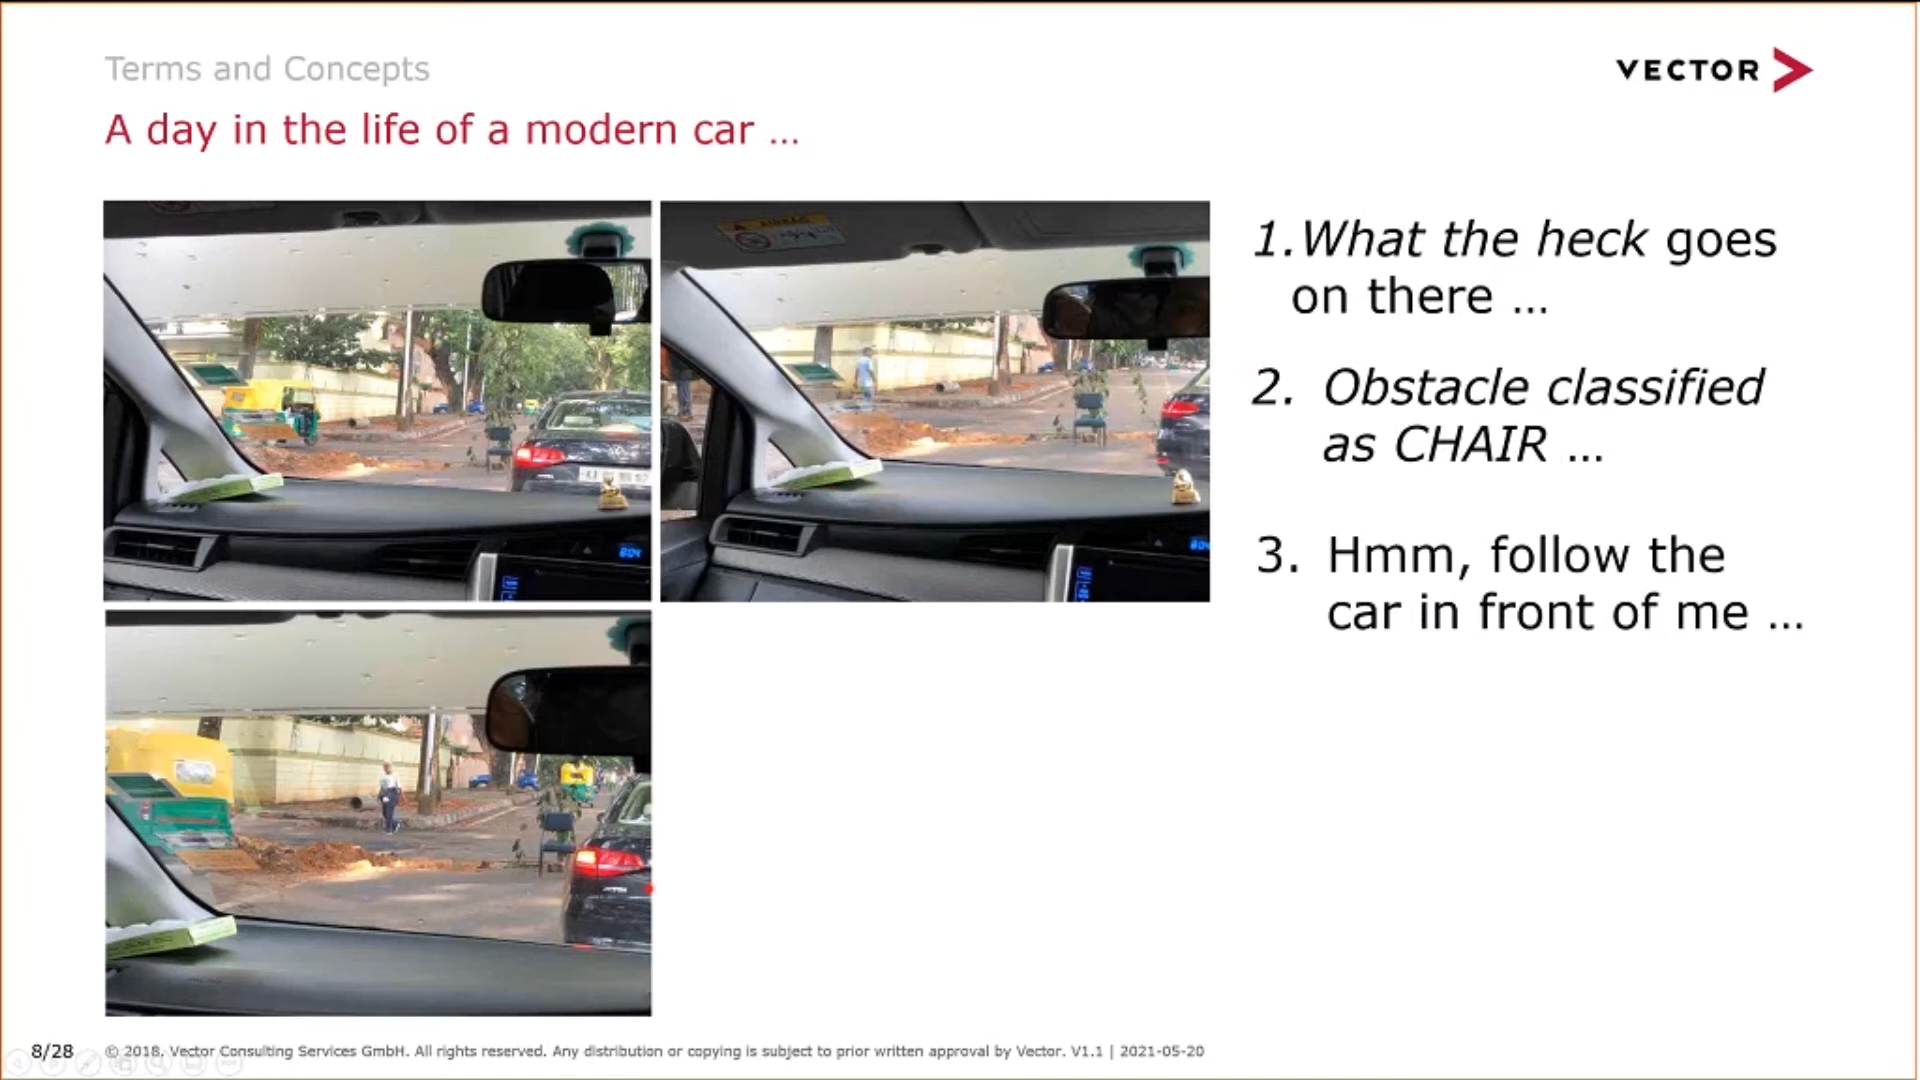 Terms and Concepts
VECTOR
A day in the life of a modern car ...
1.What the heck goes
on there ...
2. Obstacle classified
as CHAIR ...
3. Hmm, follow the
car in front of me ...
8:04
8/28
© 2018. Vector Consulting Services GmbH. All rights reserved. Any distribution or copying is subject to prior written approval by Vector. V1.1 | 2021-05-20